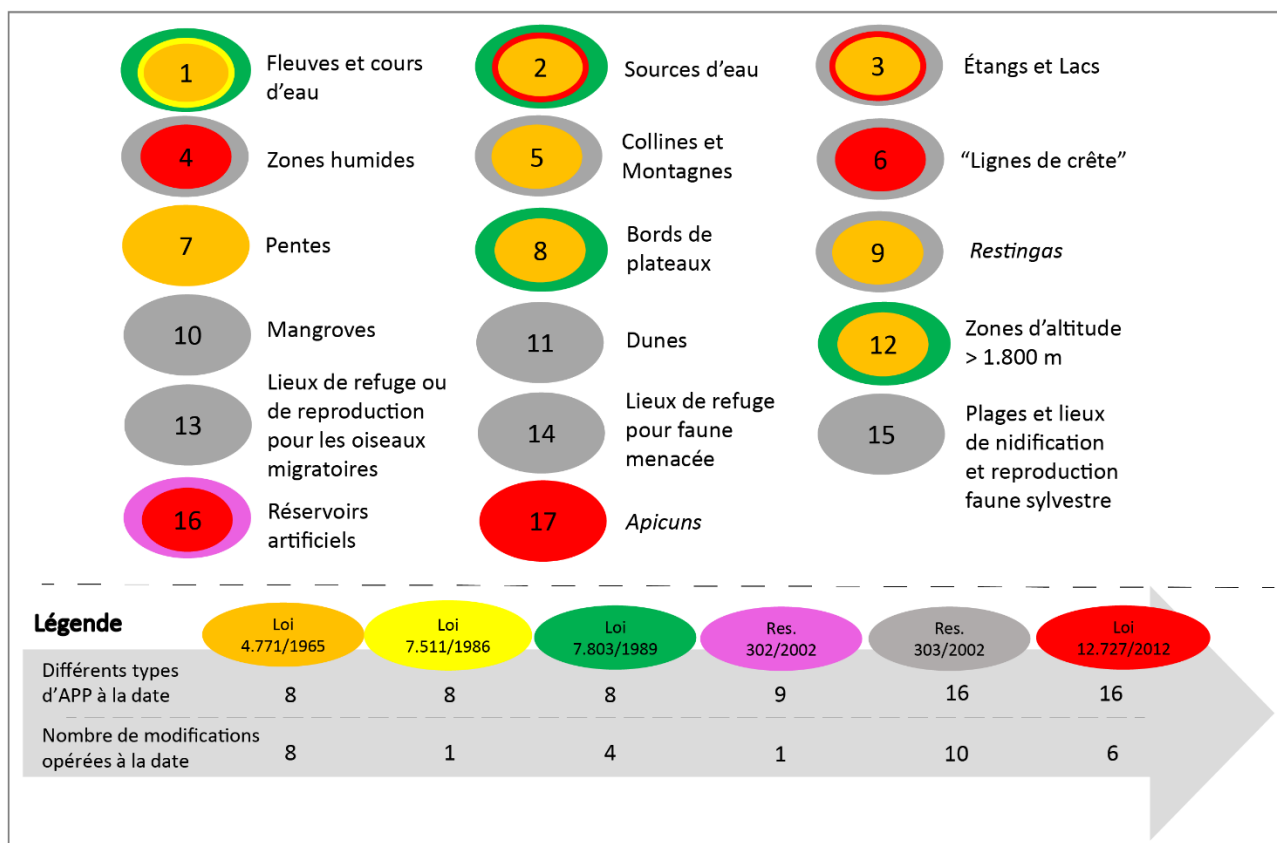 1
Fleuves et cours
d'eau
2
Sources d'eau
3
Étangs et Lacs
4
Zones humides
5
Collines et
Montagnes
6
“Lignes de crête”
7
Pentes
8
Bords de
plateaux
9
Restingas
10
Mangroves
11
Dunes
12
Zones d'altitude
> 1.800 m
13
Lieux de refuge ou
de reproduction
pour les oiseaux
migratoires
14
Lieux de refuge
pour faune
menacée
15
Plages et lieux
de nidification
et reproduction
faune sylvestre
16
Réservoirs
artificiels
17
Apicuns
Légende
Loi
4.771/1965
Loi
7.511/1986
Loi
7.803/1989
Res.
302/2002
Res.
303/2002
Loi
12.727/2012
Différents types
d'APP à la date
8 8 8 9 16 16
Nombre de modifications
opérées à la date
8 1 4 1 10 6